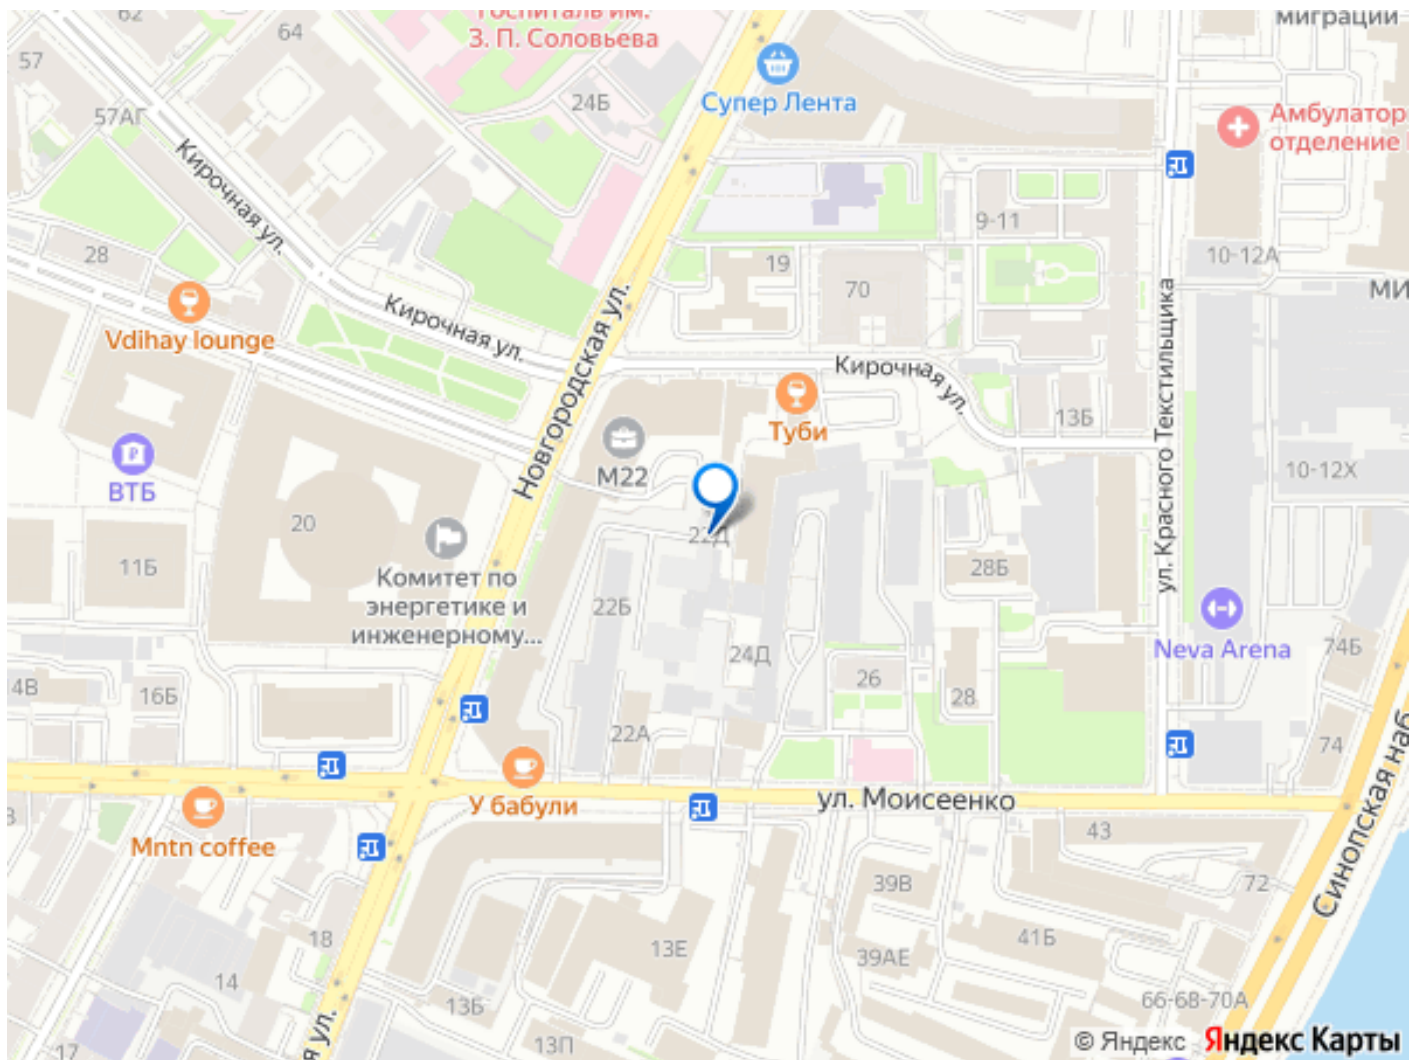 62
Госпиталь им.
З. П. Соловьева
миграции
64
57
24Б
Супер Лента
57АГ
Амбулатор
отделение
Кирочная ул.
9-11
28
19
10-12А
70
МИ
Vdihay lounge
Кирочная ул.
Новгородская ул.
Кирочная ул.
ул. Красного Текстильщика
Туби
13Б
М22
ВТБ
10-12Х
20
22Д
11Б
Комитет по
энергетике и
инженерному...
28Б
22Б
Neva Arena
74Б
24Д
26
4В
16Б
28
22А
74
Синопская наб
У бабули
ул. Моисеенко
Mntn coffee
43
39В
72
18
13Е
41Б
39АЕ
14
13Б
66-68-70А
17
13П
я ул.
© Яндекс Яндекс Карты